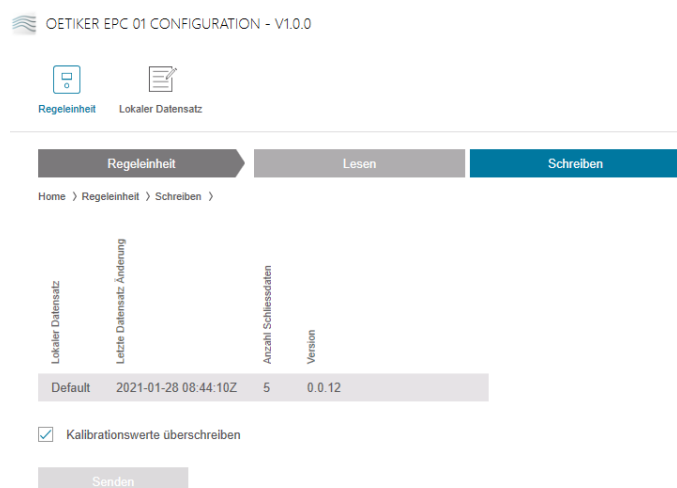 OETIKER EPC 01 CONFIGURATION - V1.0.0
Regeleinheit Lokaler Datensatz
Regeleinheit Lesen Schreiben
Home > Regeleinheit > Schreiben >
Lokaler Datensatz
Letzte Datensatz Änderung
Anzahl Schliessdaten
Version
Default 2021-01-28 08:44:10Z 5 0.0.12
Kalibrationswerte überschreiben
Senden